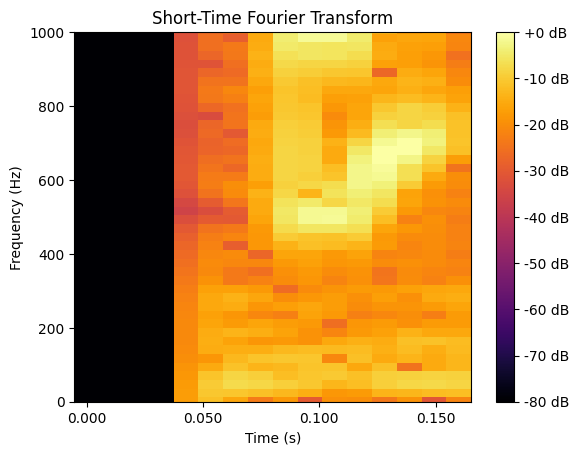 Short-Time Fourier Transform
Frequency (Hz)
1000
800
600
400
200
0
0.000
0.050
0.100
0.150
Time (s)
+0 dB
-10 dB
-20 dB
-30 dB
-40 dB
-50 dB
-60 dB
-70 dB
-80 dB